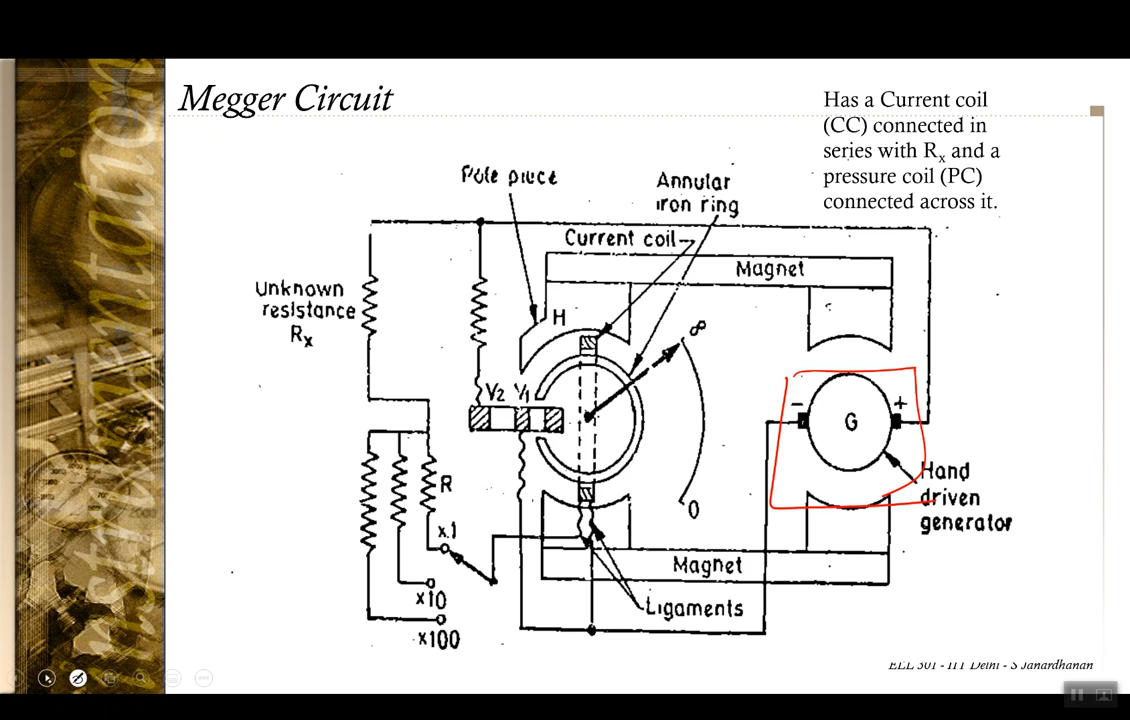 Megger Circuit
Has a Current coil
(CC) connected in
series with Rx and a
pressure coil (PC)
connected across it.
Pole piece
Annular
iron ring
Current coil
Magnet
Unknown
resistance
Rx
H
∞
V2 V1
- +
G
R
Hand
driven
generator
0
x.1
Magnet
x10
Ligaments
x100
EEL 301 - IIT Delhi - S Janardhanan